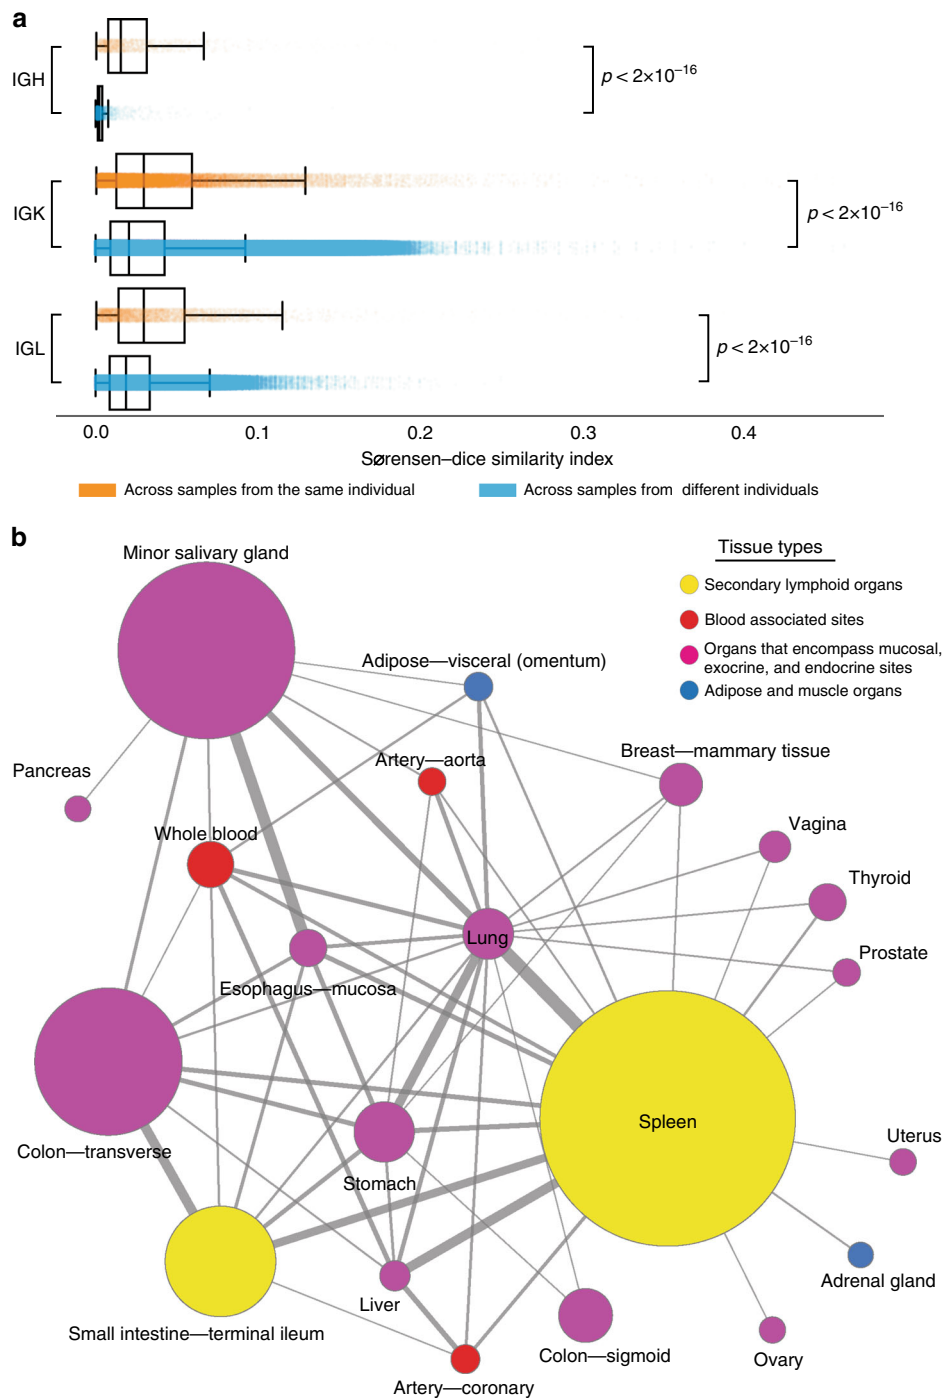 a
IGH
p < 2×10⁻¹⁶
IGK
p < 2×10⁻¹⁶
IGL
p < 2×10⁻¹⁶
0.0 0.1 0.2 0.3 0.4
Sørensen–dice similarity index
Across samples from the same individual
Across samples from different individuals
b
Tissue types
Secondary lymphoid organs
Blood associated sites
Organs that encompass mucosal,
exocrine, and endocrine sites
Adipose and muscle organs
Minor salivary gland
Adipose—visceral (omentum)
Artery—aorta
Breast—mammary tissue
Pancreas
Whole blood
Vagina
Thyroid
Lung
Prostate
Esophagus—mucosa
Spleen
Colon—transverse
Stomach
Uterus
Adrenal gland
Liver
Small intestine—terminal ileum
Colon—sigmoid
Ovary
Artery—coronary